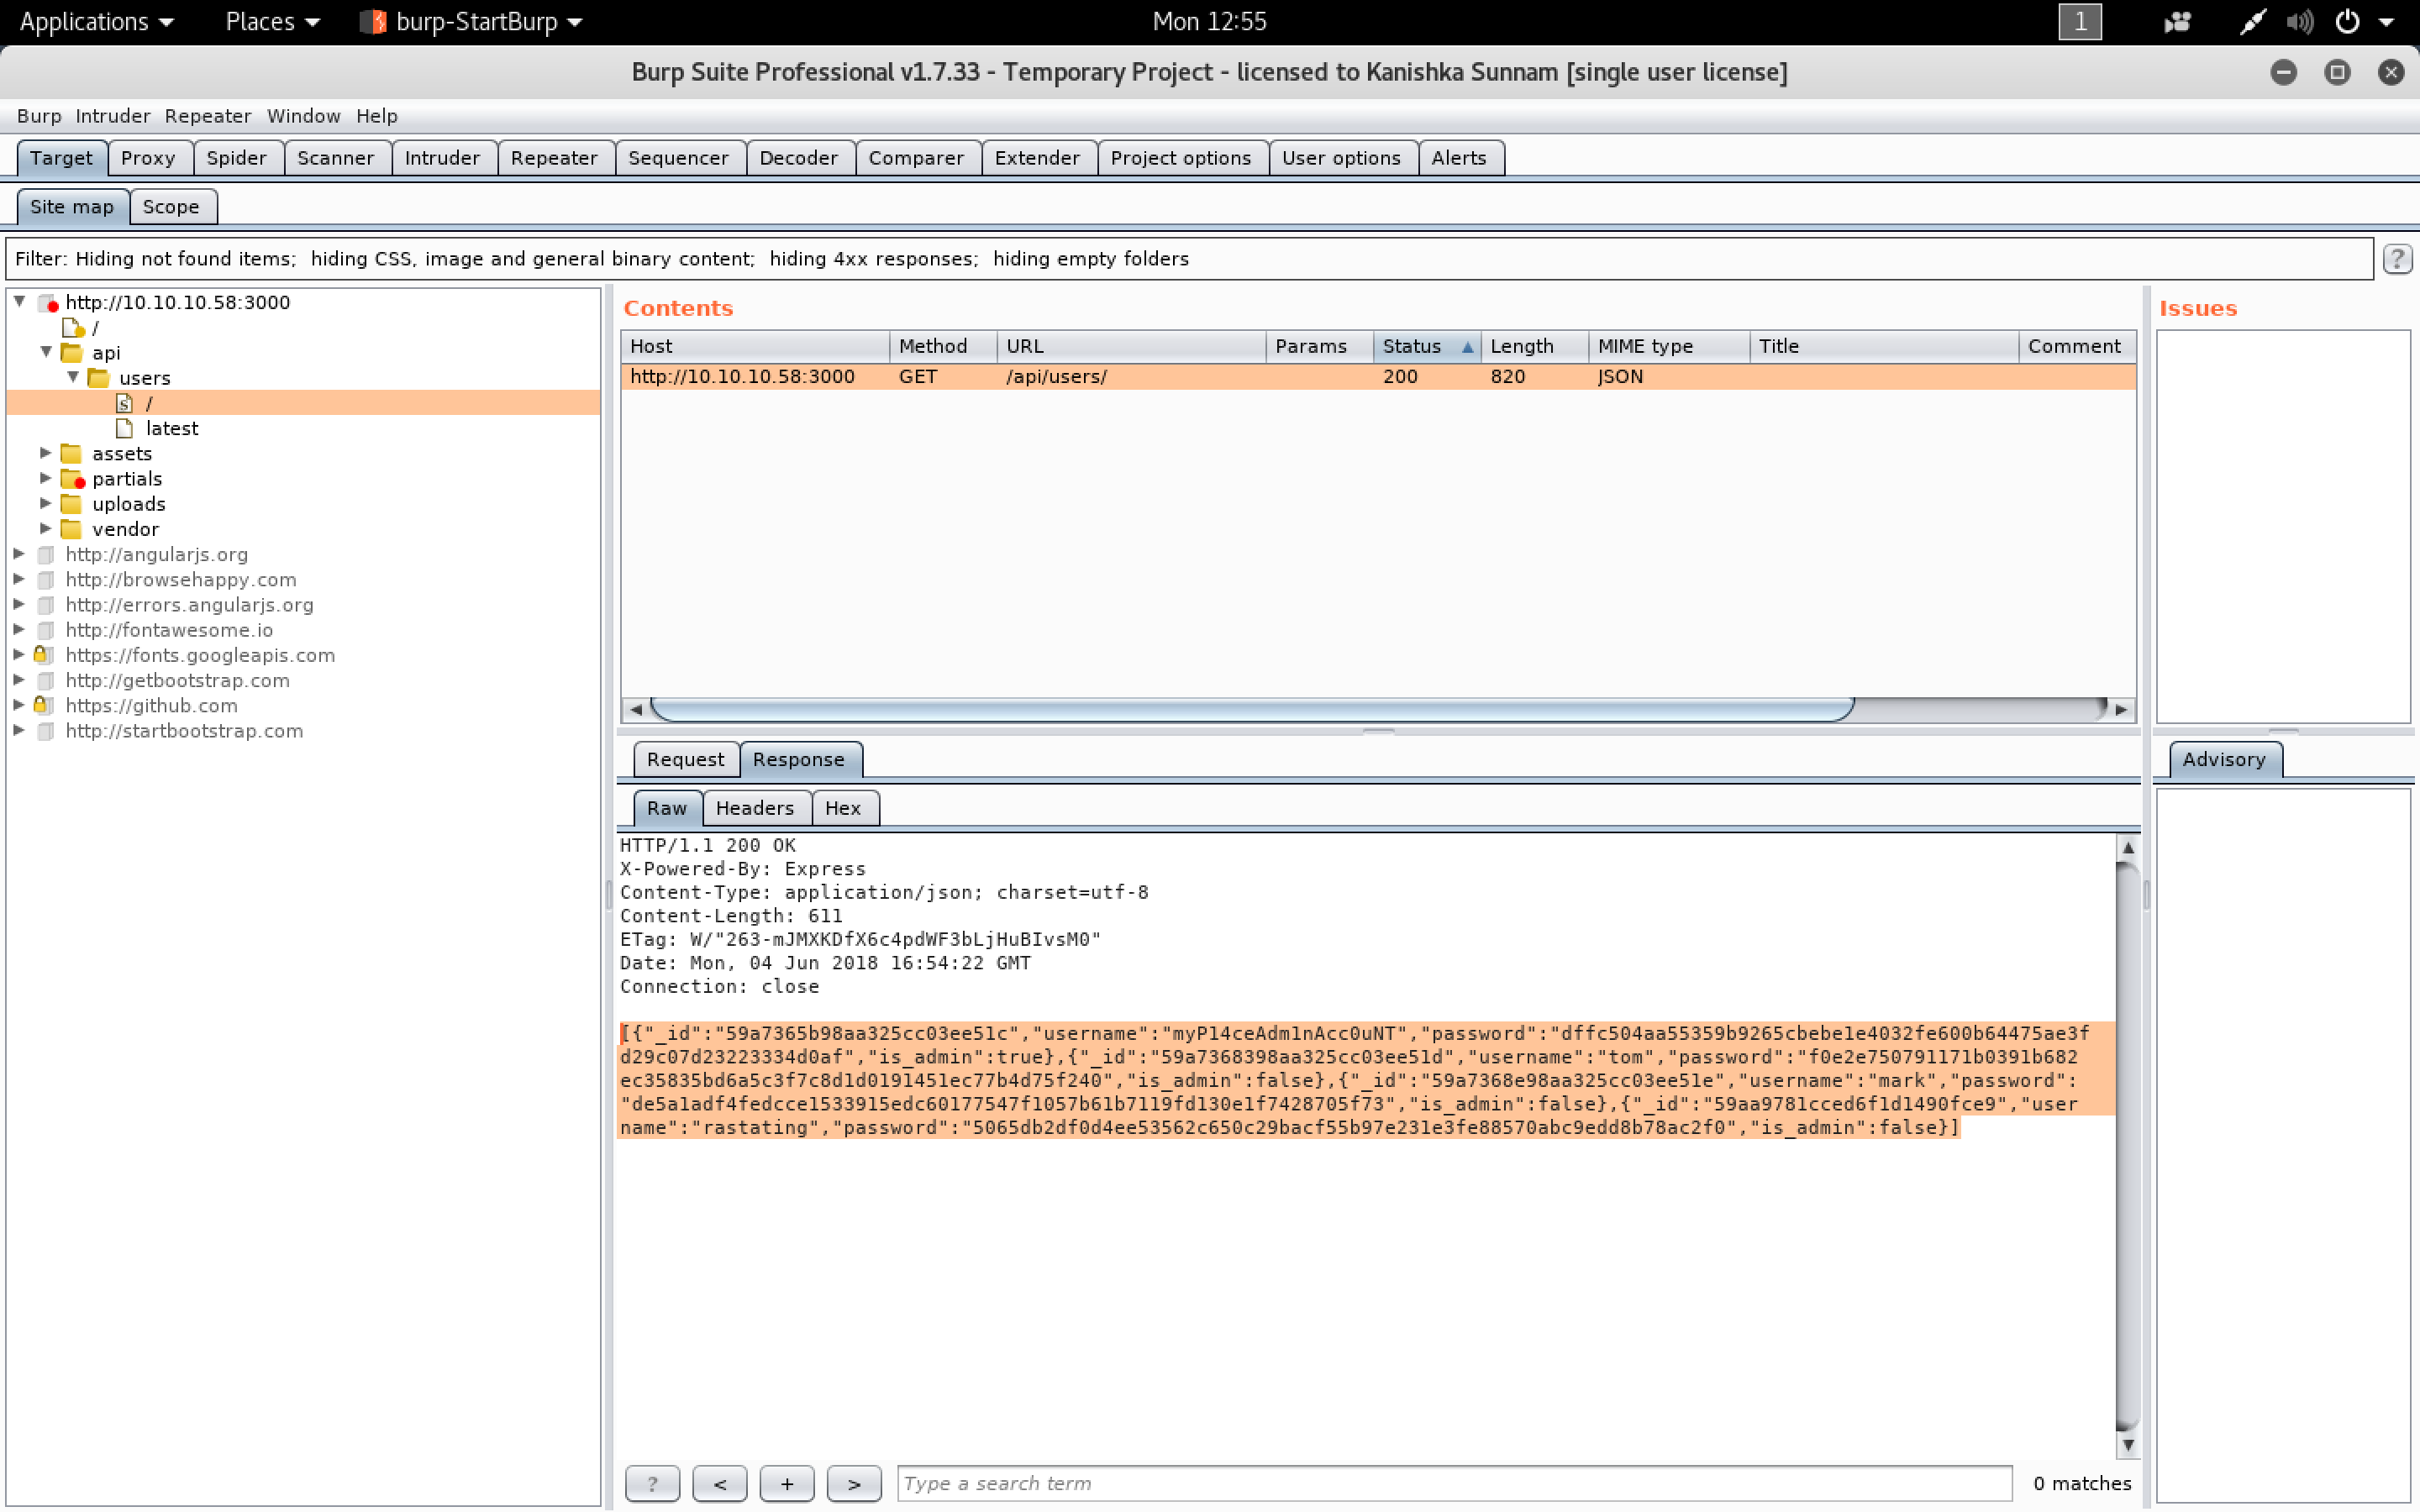 Applications Places burp-StartBurp Mon 12:55 1
Burp Suite Professional v1.7.33 - Temporary Project - licensed to Kanishka Sunnam [single user license]
Burp Intruder Repeater Window Help
Target Proxy Spider Scanner Intruder Repeater Sequencer Decoder Comparer Extender Project options User options Alerts
Site map Scope
Filter: Hiding not found items; hiding CSS, image and general binary content; hiding 4xx responses; hiding empty folders ?
http://10.10.10.58:3000
/
api
users
/
latest
assets
partials
uploads
vendor
http://angularjs.org
http://browsehappy.com
http://errors.angularjs.org
http://fontawesome.io
https://fonts.googleapis.com
http://getbootstrap.com
https://github.com
http://startbootstrap.com
Contents
Host Method URL Params Status Length MIME type Title Comment
http://10.10.10.58:3000 GET /api/users/ 200 820 JSON
Request Response
Raw Headers Hex
HTTP/1.1 200 OK
X-Powered-By: Express
Content-Type: application/json; charset=utf-8
Content-Length: 611
ETag: W/"263-mJMXKDfX6c4pdWF3bLjHuBIvsM0"
Date: Mon, 04 Jun 2018 16:54:22 GMT
Connection: close
[{"_id":"59a7365b98aa325cc03ee51c","username":"myP14ceAdm1nAcc0uNT","password":"dffc504aa55359b9265cbebe1e4032fe600b64475ae3f
d29c07d23223334d0af","is_admin":true},{"_id":"59a7368398aa325cc03ee51d","username":"tom","password":"f0e2e750791171b0391b682
ec35835bd6a5c3f7c8d1d0191451ec77b4d75f240","is_admin":false},{"_id":"59a7368e98aa325cc03ee51e","username":"mark","password":
"de5a1adf4fedcce1533915edc60177547f1057b61b7119fd130e1f7428705f73","is_admin":false},{"_id":"59aa9781cced6f1d1490fce9","user
name":"rastating","password":"5065db2df0d4ee53562c650c29bacf55b97e231e3fe88570abc9edd8b78ac2f0","is_admin":false}]
? < + > Type a search term 0 matches
Issues
Advisory